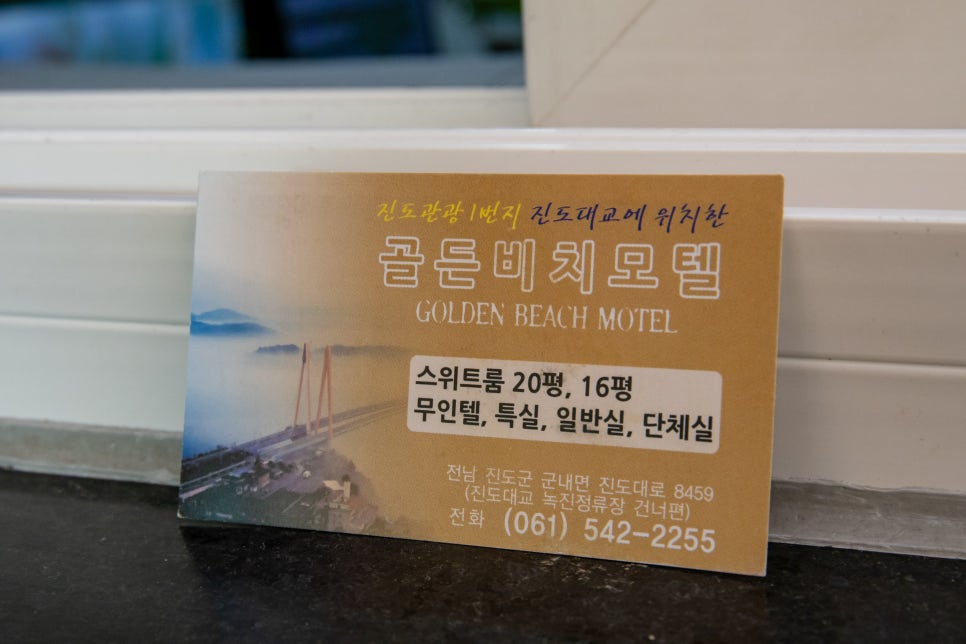 진도관광1번지 진도대교에 위치한
골든비치모텔
GOLDEN BEACH MOTEL
스위트룸 20평, 16평
무인텔, 특실, 일반실, 단체실
전남 진도군 군내면 진도대로 8459
(진도대교 녹진정류장 건너편)
전화 (061) 542-2255